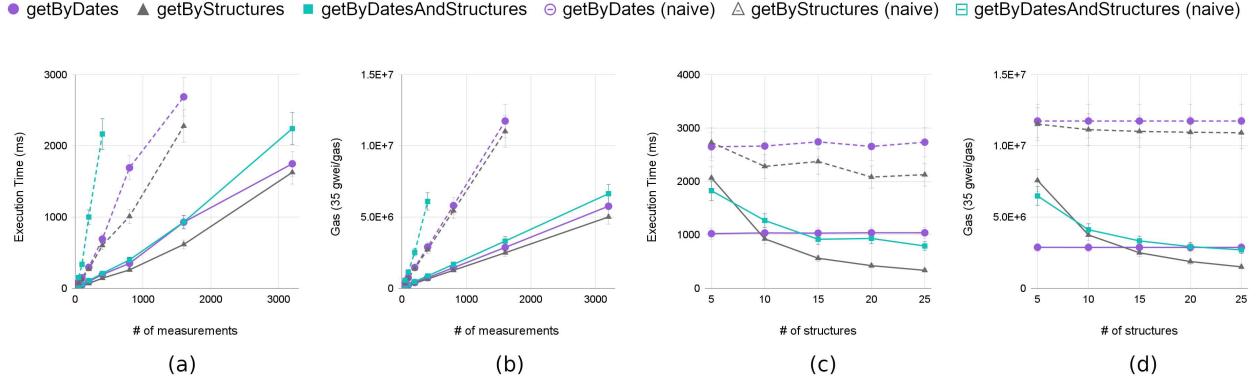 getByDates getByStructures getByDatesAndStructures getByDates (naive) getByStructures (naive) getByDatesAndStructures (naive)
Execution Time (ms)
3000
2000
1000
0
0 1000 2000 3000
# of measurements
(a)
Gas (35 gwei/gas)
1.5E+7
1.0E+7
5.0E+6
0
0 1000 2000 3000
# of measurements
(b)
Execution Time (ms)
4000
3000
2000
1000
0
5 10 15 20 25
# of structures
(c)
Gas (35 gwei/gas)
1.5E+7
1.0E+7
5.0E+6
0
5 10 15 20 25
# of structures
(d)